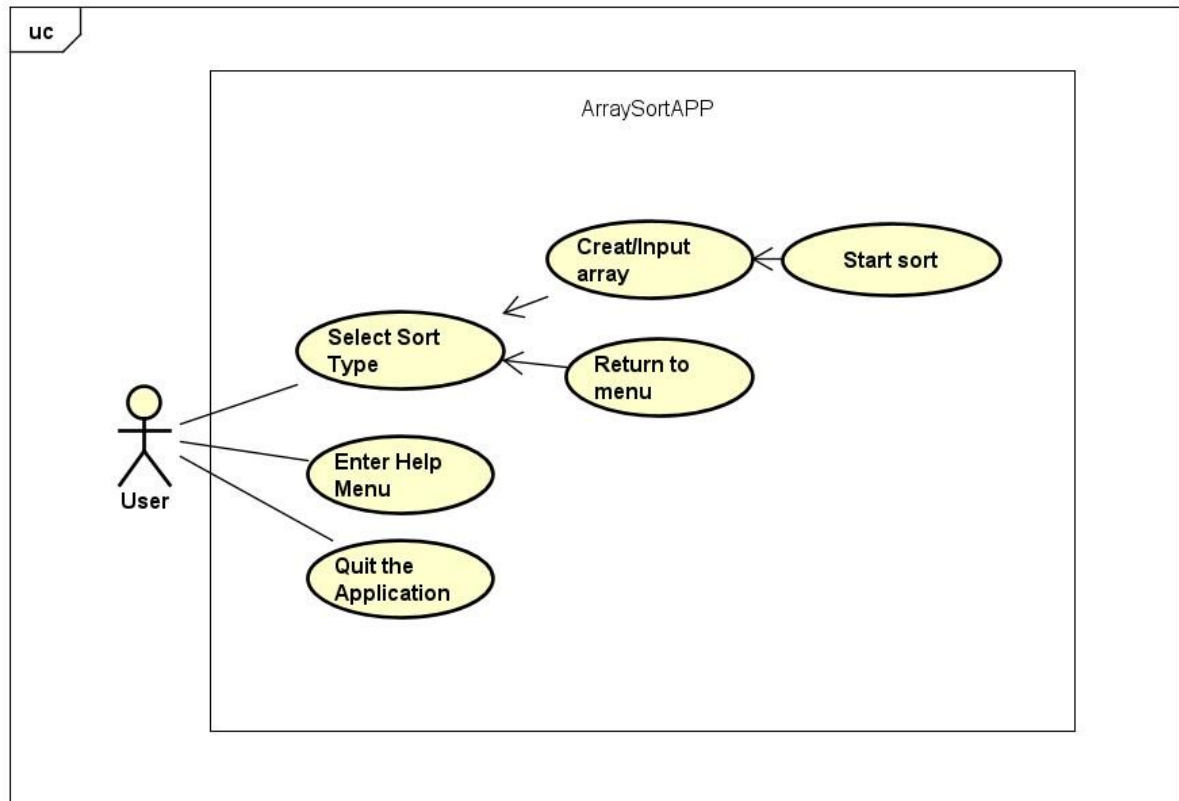 uc
ArraySortAPP
Creat/Input
array
Start sort
Select Sort
Type
Return to
menu
User
Enter Help
Menu
Quit the
Application